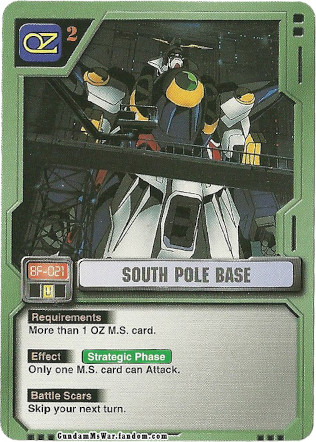 OZ 2
BF-021
U
SOUTH POLE BASE
Requirements
More than 1 OZ M.S. card.
Effect Strategic Phase
Only one M.S. card can Attack.
Battle Scars
Skip your next turn.
GundamMsWar.fandom.com